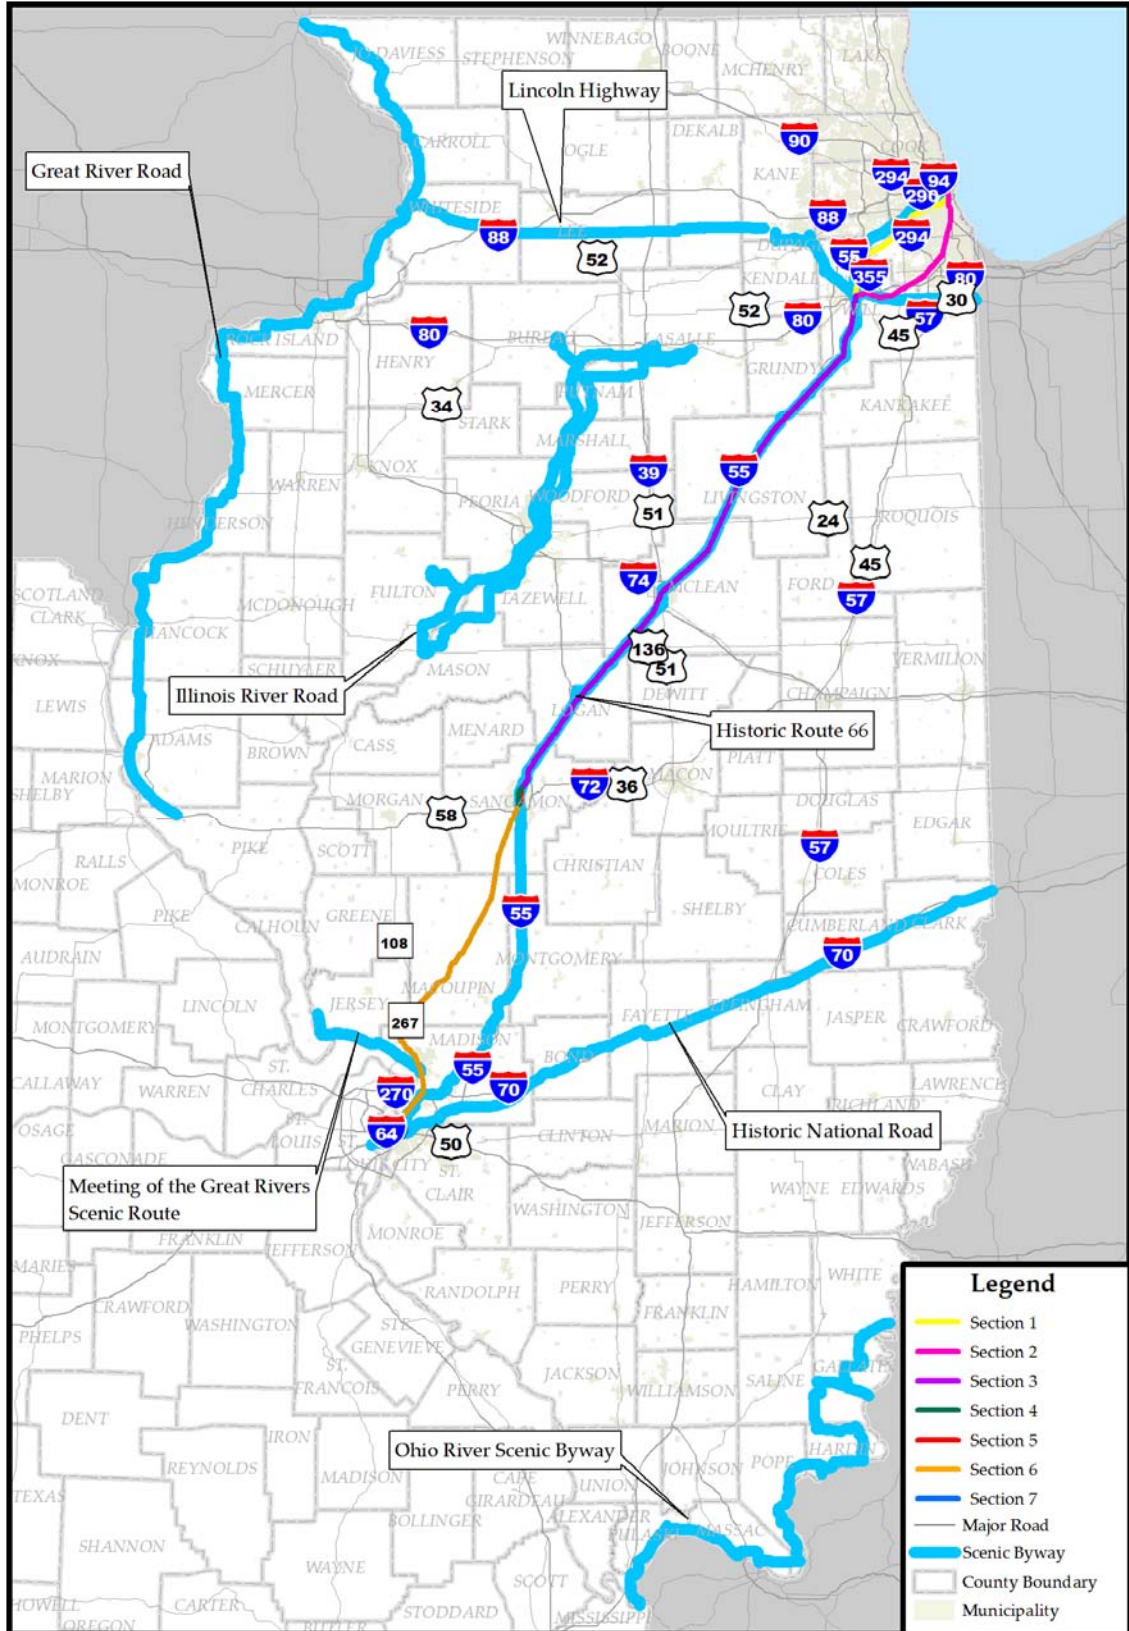 JO DAVIESS
STEPHENSON
WINNEBAGO
BOONE
MCHENRY
LAKE
Lincoln Highway
CARROLL
OGLE
DEKALB
90
KANE
COOK
294
290
94
Great River Road
WHITESIDE
88
LEE
52
88
DUPAGE
55
294
355
KENDALL
80
30
WILL
57
45
52
80
ROCK ISLAND
80
HENRY
BUREAU
LASALLE
GRUNDY
MERCER
34
STARK
PUTNAM
KANKAKEE
MARSHALL
KNOX
WARREN
39
55
PEORIA
WOODFORD
LIVINGSTON
HENDERSON
51
24
IROQUOIS
45
SCOTLAND
CLARK
FULTON
TAZEWELL
74
MCLEAN
FORD
57
MCDONOUGH
HANCOCK
KNOX
SCHUYLER
MASON
136
51
VERMILION
Illinois River Road
LEWIS
DEWITT
CHAMPAIGN
LOGAN
Historic Route 66
ADAMS
BROWN
CASS
MENARD
PIATT
MARION
SHELBY
MORGAN
58
SANGAMON
72
36
MACON
DOUGLAS
EDGAR
MOULTRIE
57
PIKE
SCOTT
CHRISTIAN
COLES
RALLS
MONROE
PIKE
CALHOUN
GREENE
55
SHELBY
CUMBERLAND
CLARK
AUDRAIN
108
MONTGOMERY
70
MACOUPIN
LINCOLN
JERSEY
EFFINGHAM
FAYETTE
JASPER
CRAWFORD
MONTGOMERY
267
MADISON
BOND
ST.
CHARLES
55
CALLAWAY
WARREN
270
70
CLAY
RICHLAND
LAWRENCE
OSAGE
ST.
LOUIS
64
50
CLINTON
MARION
Historic National Road
GASCONADE
ST.
LOUIS CITY
ST.
CLAIR
WABASH
Meeting of the Great Rivers
Scenic Route
WAYNE
EDWARDS
WASHINGTON
JEFFERSON
FRANKLIN
JEFFERSON
MONROE
MARIES
RANDOLPH
PERRY
HAMILTON
WHITE
CRAWFORD
WASHINGTON
FRANKLIN
PHELPS
STE.
GENEVIEVE
ST.
FRANCOIS
PERRY
JACKSON
WILLIAMSON
SALINE
GALLATIN
DENT
IRON
Ohio River Scenic Byway
HARDIN
REYNOLDS
MADISON
CAPE
GIRARDEAU
UNION
JOHNSON
POPE
TEXAS
BOLLINGER
ALEXANDER
PULASKI
MASSAC
SHANNON
WAYNE
SCOTT
HOWELL
CARTER
STODDARD
MISSISSIPPI
OREGON
BUTLER
Legend
Section 1
Section 2
Section 3
Section 4
Section 5
Section 6
Section 7
Major Road
Scenic Byway
County Boundary
Municipality